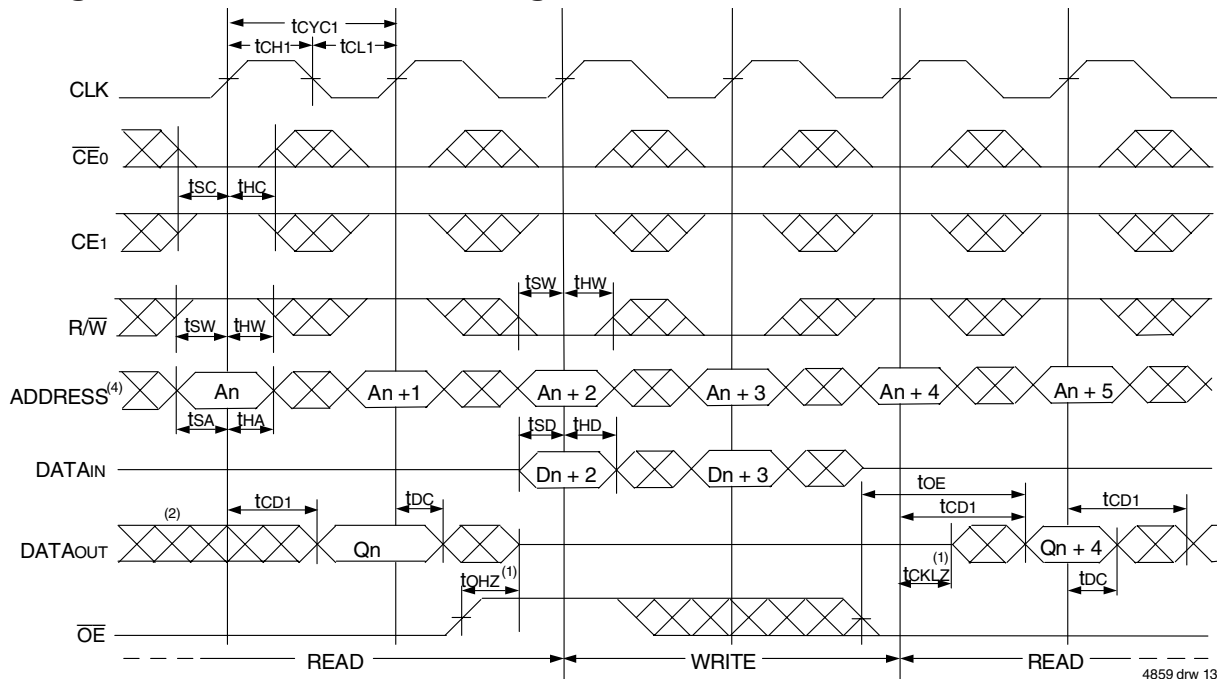 tCYC1
tCH1 tCL1
CLK
CE0
tSC tHC
CE1
tSW tHW
R/W
tSW tHW
ADDRESS(4) An An +1 An + 2 An + 3 An + 4 An + 5
tSA tHA tSD tHD
DATAIN Dn + 2 Dn + 3
tOE
tCD1 tDC tCD1 tCD1
(2)
DATAOUT Qn Qn + 4
tOHZ(1) tCKLZ(1) tDC
OE
READ WRITE READ
4859 drw 13